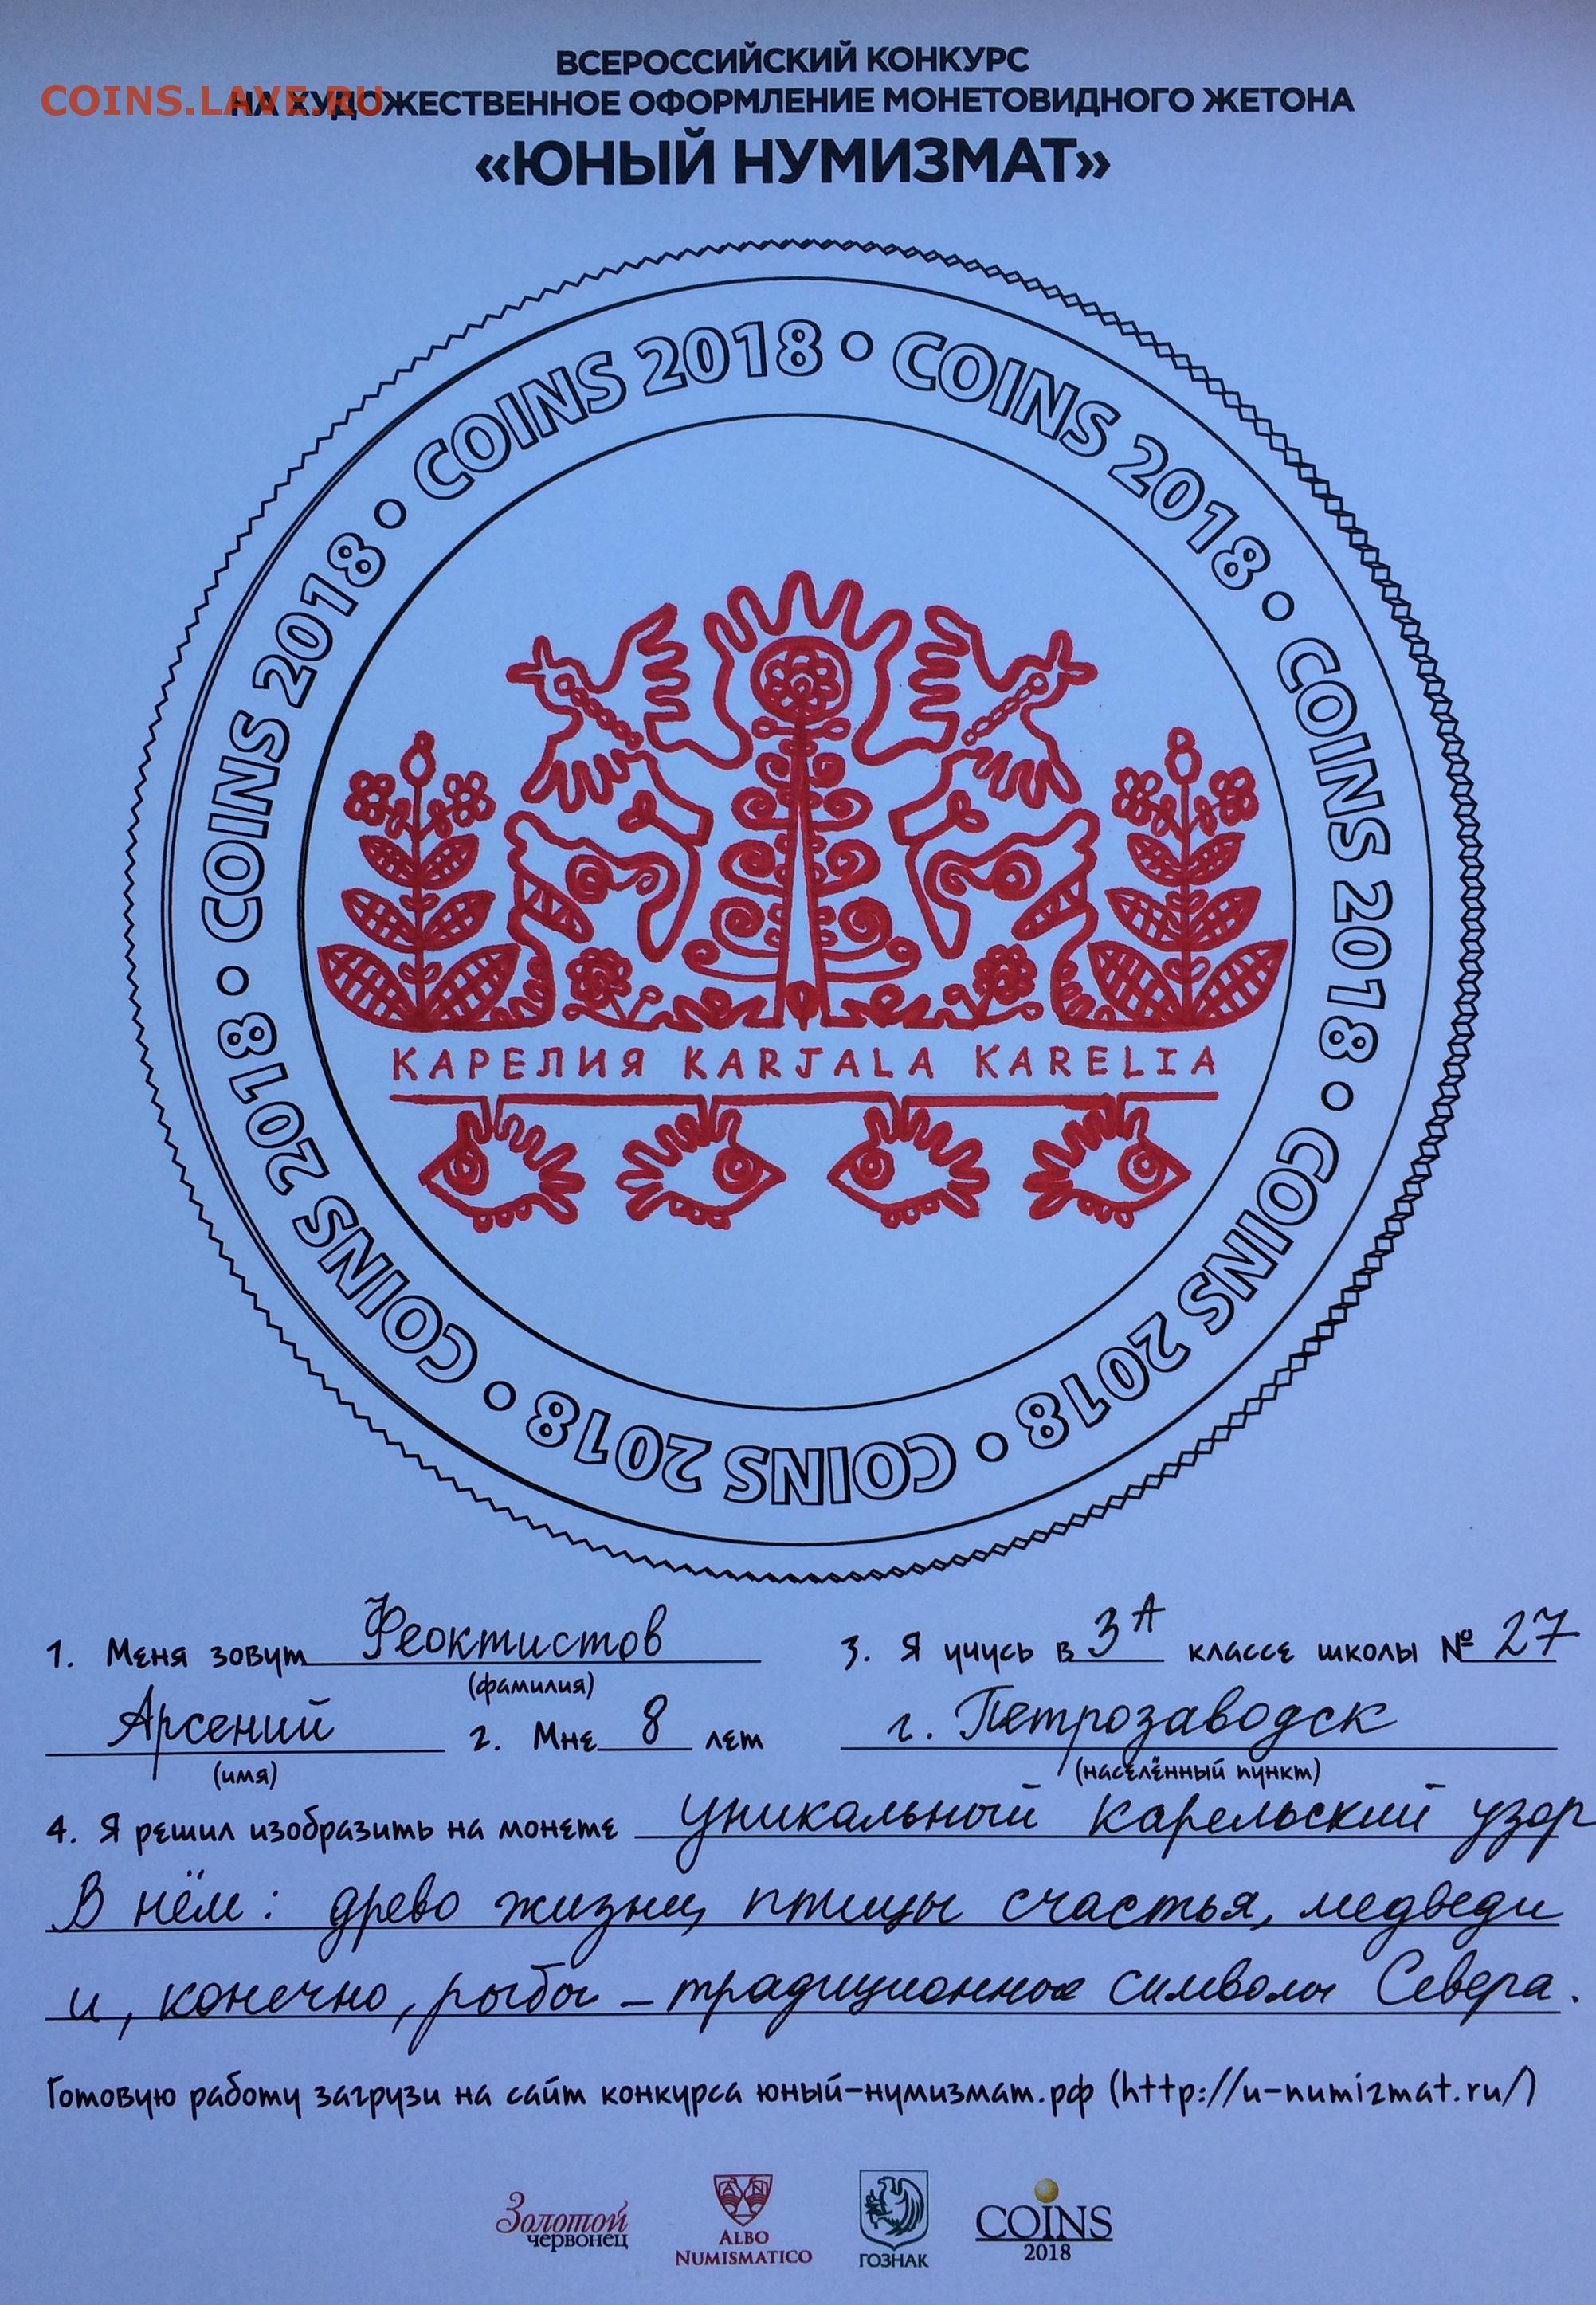 ВСЕРОССИЙСКИЙ КОНКУРС
COINS.LAVE.RU
НА ХУДОЖЕСТВЕННОЕ ОФОРМЛЕНИЕ МОНЕТОВИДНОГО ЖЕТОНА
«ЮНЫЙ НУМИЗМАТ»
COINS 2018 • COINS 2018 • COINS 2018 • COINS 2018 • COINS 2018 • COINS 2018 • COINS 2018 •
КАРЕЛИЯ KARJALA KARELIA
1. Меня зовут Феоктистов
(фамилия)
Арсений 2. Мне 8 лет
(имя)
3. Я учусь в 3А классе школы № 27
г. Петрозаводск
(населённый пункт)
4. Я решил изобразить на монете уникальный карельский узор
В нём: древо жизни, птицы счастья, медведи
и, конечно, рыбы – традиционные символы Севера.
Готовую работу загрузи на сайт конкурса юный-нумизмат.рф (http://u-numizmat.ru/)
Золотой
червонец
AN
ALBO
NUMISMATICO
ГОЗНАК
COINS
2018